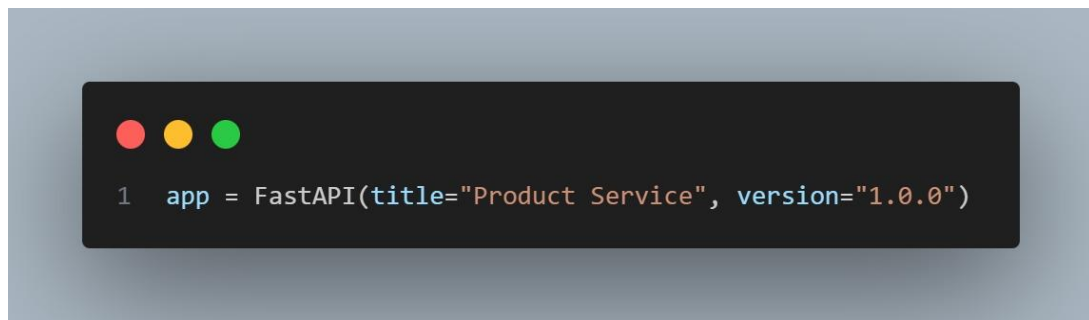 1 app = FastAPI(title="Product Service", version="1.0.0")